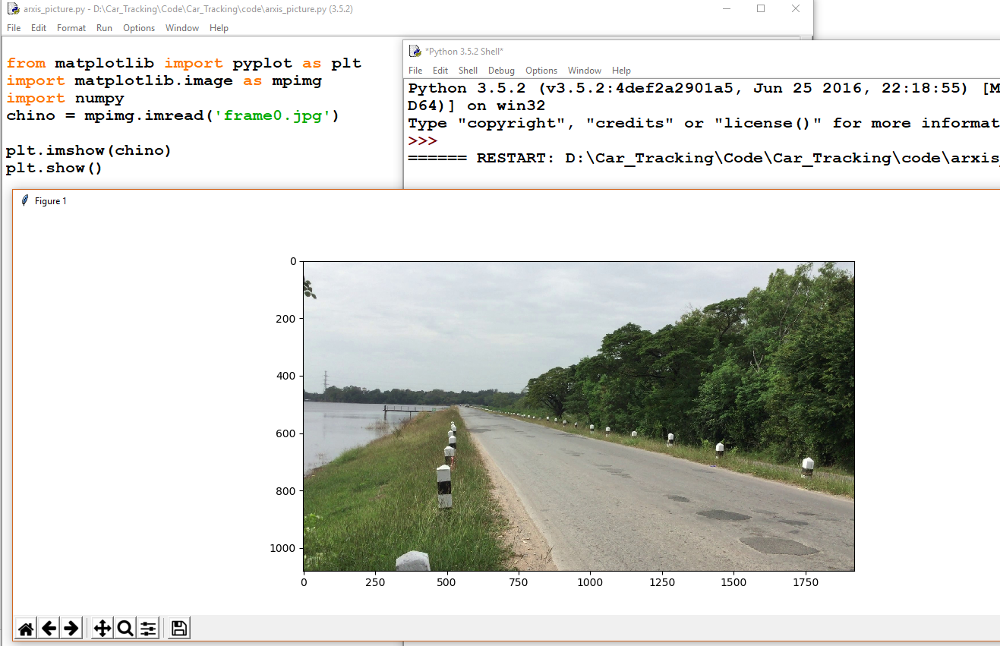 arxis_picture.py - D:\Car_Tracking\Code\Car_Tracking\code\arxis_picture.py (3.5.2)
File Edit Format Run Options Window Help
from matplotlib import pyplot as plt
import matplotlib.image as mpimg
import numpy
chino = mpimg.imread('frame0.jpg')
plt.imshow(chino)
plt.show()
*Python 3.5.2 Shell*
File Edit Shell Debug Options Window Help
Python 3.5.2 (v3.5.2:4def2a2901a5, Jun 25 2016, 22:18:55) [M
D64)] on win32
Type "copyright", "credits" or "license()" for more informat
>>>
====== RESTART: D:\Car_Tracking\Code\Car_Tracking\code\arxis_
Figure 1
0
200
400
600
800
1000
0 250 500 750 1000 1250 1500 1750